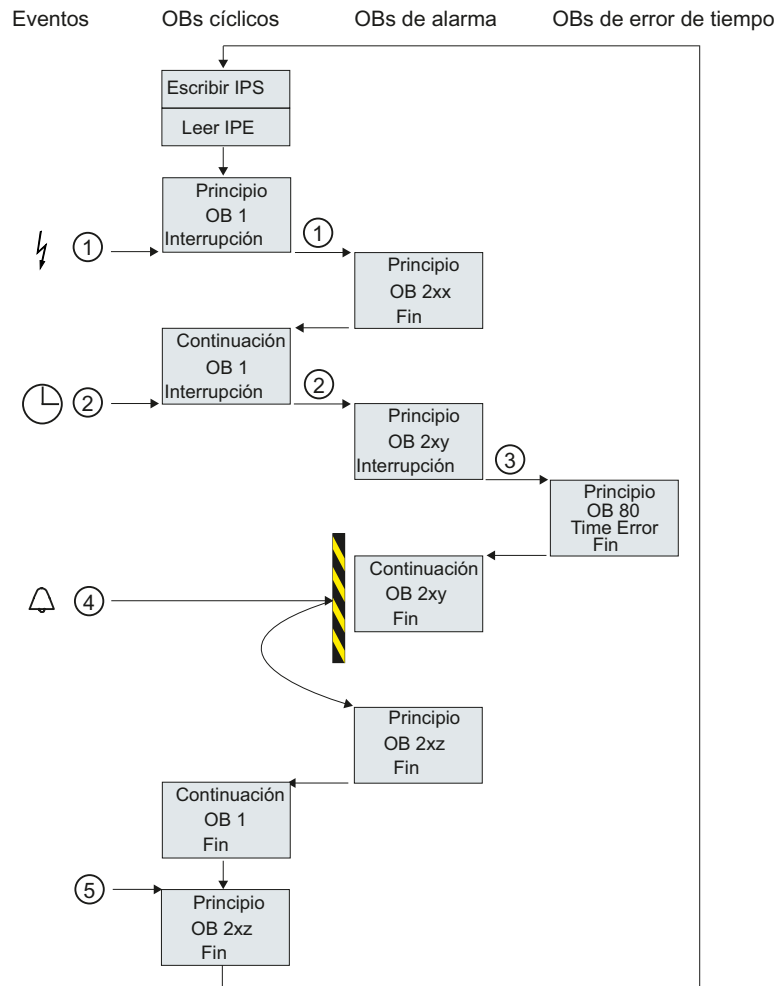 Eventos
OBs cíclicos
OBs de alarma
OBs de error de tiempo
Escribir IPS
Leer IPE
Principio
OB 1
Interrupción
1
1
Principio
OB 2xx
Fin
Continuación
OB 1
Interrupción
2
2
Principio
OB 2xy
Interrupción
3
Principio
OB 80
Time Error
Fin
Continuación
OB 2xy
Fin
4
Principio
OB 2xz
Fin
Continuación
OB 1
Fin
5
Principio
OB 2xz
Fin